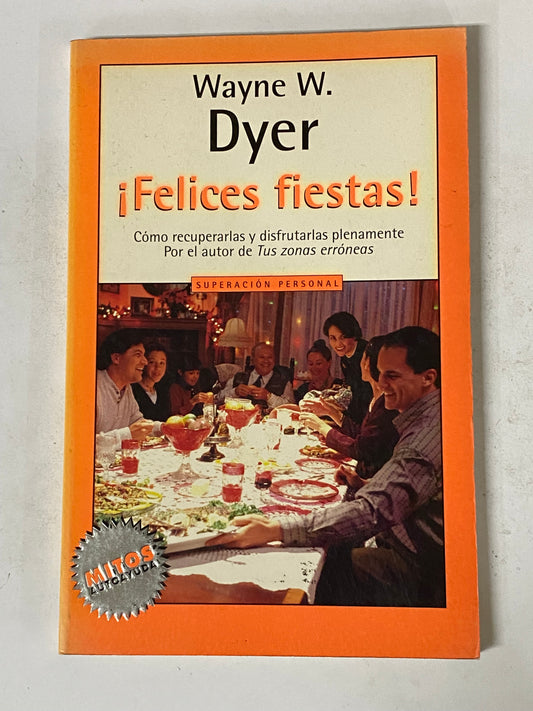 Wayne W.
Dyer
¡Felices fiestas!
Cómo recuperarlas y disfrutarlas plenamente
Por el autor de Tus zonas erróneas
SUPERACIÓN PERSONAL
MITOS
AUTOAYUDA